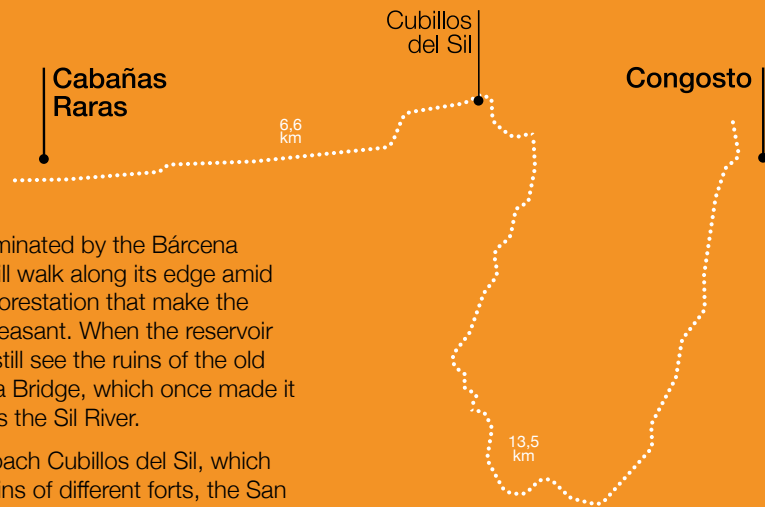 Cubillos
del Sil
Cabañas
Raras
Congosto
6,6
km
minated by the Bárcena
ill walk along its edge amid
orestation that make the
easant. When the reservoir
still see the ruins of the old
a Bridge, which once made it
s the Sil River.
oach Cubillos del Sil, which
ins of different forts, the San
13,5
km